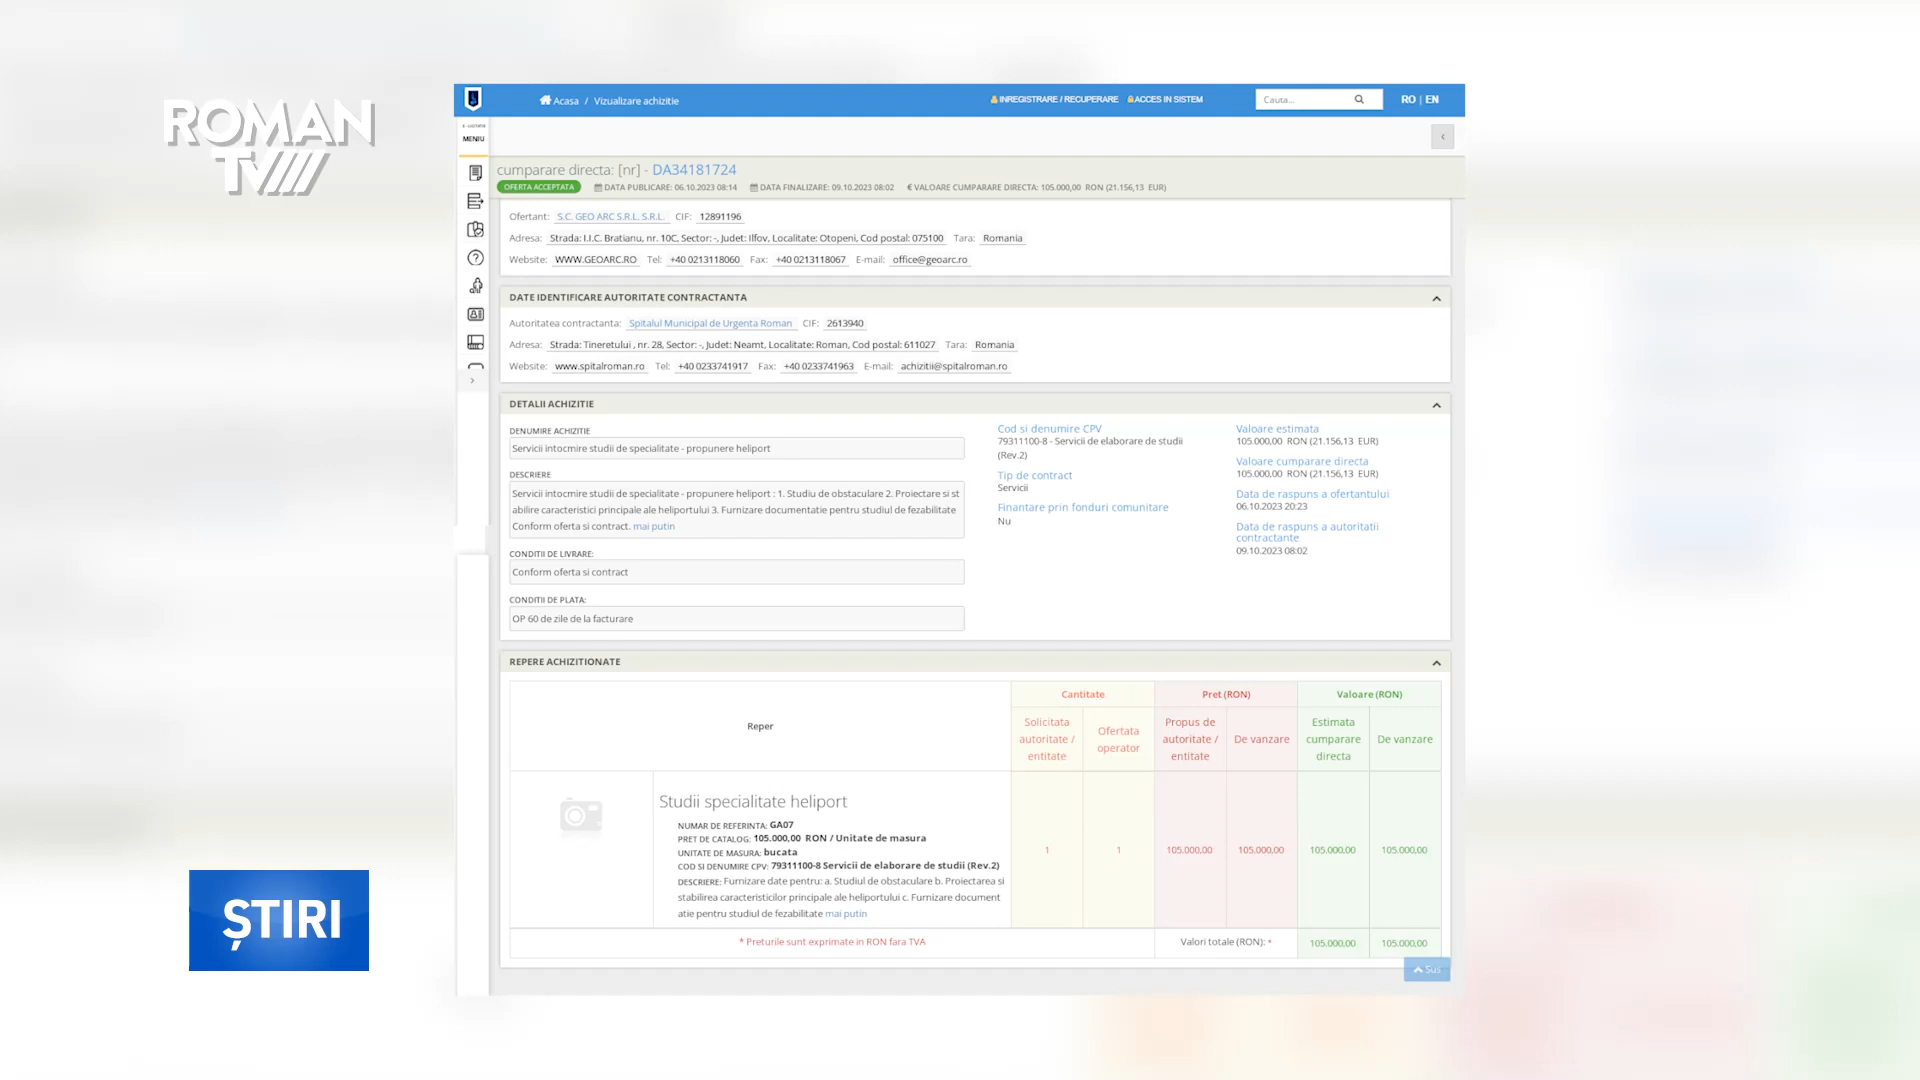 ROMAN
TV
Acasa / Vizualizare achizitie
INREGISTRARE / RECUPERARE
ACCES IN SISTEM
Cauta...
RO | EN
MENIU
cumparare directa: [nr] - DA34181724
OFERTA ACCEPTATA
DATA PUBLICARE: 06.10.2023 08:14
DATA FINALIZARE: 09.10.2023 08:02
€ VALOARE CUMPARARE DIRECTA: 105.000,00 RON (21.156,13 EUR)
Ofertant: S.C. GEO ARC S.R.L. S.R.L. CIF: 12891196
Adresa: Strada: I.I.C. Bratianu, nr. 10C, Sector: -, Judet: Ilfov, Localitate: Otopeni, Cod postal: 075100 Tara: Romania
Website: WWW.GEOARC.RO Tel: +40 0213118060 Fax: +40 0213118067 E-mail: office@geoarc.ro
DATE IDENTIFICARE AUTORITATE CONTRACTANTA
Autoritatea contractanta: Spitalul Municipal de Urgenta Roman CIF: 2613940
Adresa: Strada: Tineretului , nr. 28, Sector: -, Judet: Neamt, Localitate: Roman, Cod postal: 611027 Tara: Romania
Website: www.spitalroman.ro Tel: +40 0233741917 Fax: +40 0233741963 E-mail: achizitii@spitalroman.ro
DETALII ACHIZITIE
DENUMIRE ACHIZITIE
Servicii intocmire studii de specialitate - propunere heliport
DESCRIERE
Servicii intocmire studii de specialitate - propunere heliport : 1. Studiu de obstaculare 2. Proiectare si st
abilire caracteristici principale ale heliportului 3. Furnizare documentatie pentru studiul de fezabilitate
Conform oferta si contract. mai putin
CONDITII DE LIVRARE:
Conform oferta si contract
CONDITII DE PLATA:
OP 60 de zile de la facturare
Cod si denumire CPV
79311100-8 - Servicii de elaborare de studii
(Rev.2)
Tip de contract
Servicii
Finantare prin fonduri comunitare
Nu
Valoare estimata
105.000,00 RON (21.156,13 EUR)
Valoare cumparare directa
105.000,00 RON (21.156,13 EUR)
Data de raspuns a ofertantului
06.10.2023 20:23
Data de raspuns a autoritatii
contractante
09.10.2023 08:02
REPERE ACHIZITIONATE
Reper
Cantitate
Pret (RON)
Valoare (RON)
Solicitata
autoritate /
entitate
Ofertata
operator
Propus de
autoritate /
entitate
De vanzare
Estimata
cumparare
directa
De vanzare
Studii specialitate heliport
NUMAR DE REFERINTA: GA07
PRET DE CATALOG: 105.000,00 RON / Unitate de masura
UNITATE DE MASURA: bucata
COD SI DENUMIRE CPV: 79311100-8 Servicii de elaborare de studii (Rev.2)
DESCRIERE: Furnizare date pentru: a. Studiul de obstaculare b. Proiectarea si
stabilirea caracteristicilor principale ale heliportului c. Furnizare document
atie pentru studiul de fezabilitate mai putin
1
1
105.000,00
105.000,00
105.000,00
105.000,00
* Preturile sunt exprimate in RON fara TVA
Valori totale (RON): *
105.000,00
105.000,00
Sus
ȘTIRI